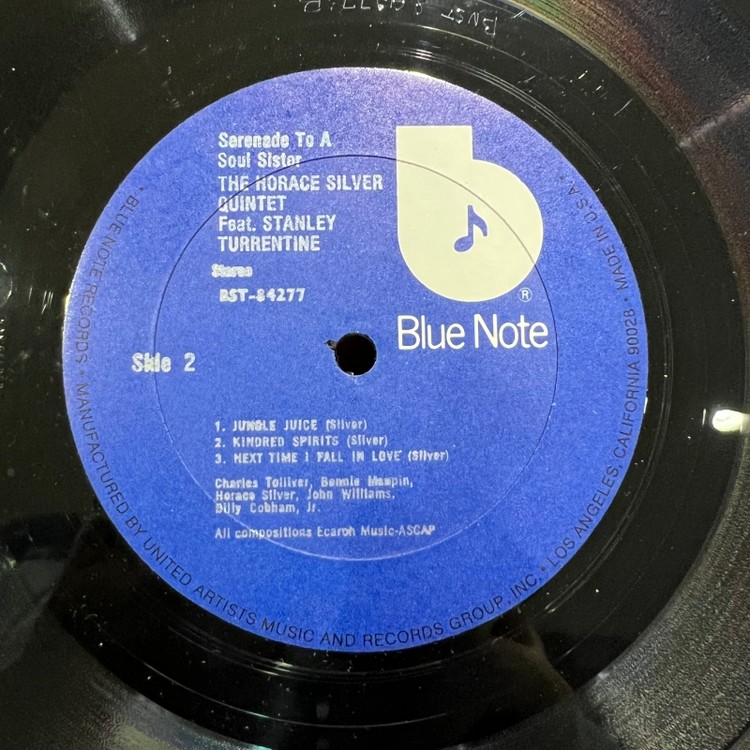 Serenade To A
Soul Sister
THE HORACE SILVER
QUINTET
Feat. STANLEY
TURRENTINE
Stereo
BST-84277
®
Blue Note
Side 2
1. JUNGLE JUICE (Silver)
2. KINDRED SPIRITS (Silver)
3. NEXT TIME I FALL IN LOVE (Silver)
Charles Tolliver, Bennie Maupin,
Horace Silver, John Williams,
Billy Cobham, Jr.
All compositions Ecaroh Music-ASCAP
• BLUE NOTE RECORDS • MANUFACTURED BY UNITED ARTISTS MUSIC AND RECORDS GROUP, INC. • LOS ANGELES, CALIFORNIA 90028 • MADE IN U.S.A. •